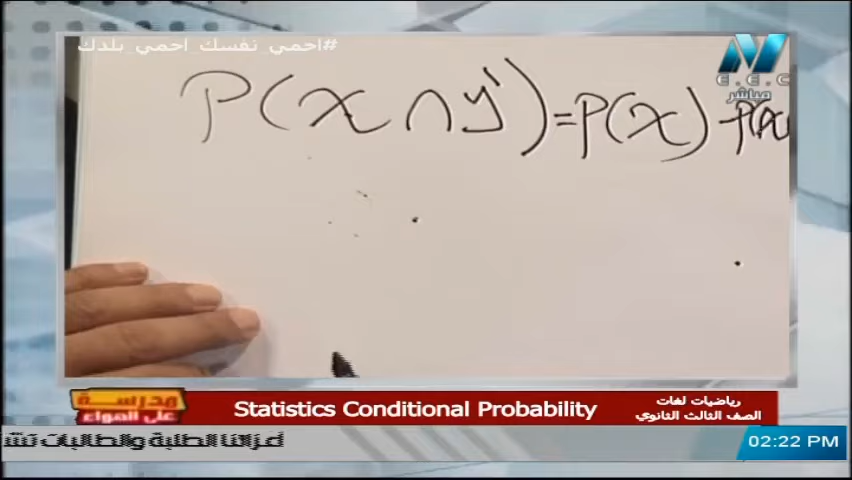 #احمي نفسك احمي بلدك
E.E.C
مباشر
P(x ∩ y') = P(x) - P(x
مدرسة
على الهواء
Statistics Conditional Probability
رياضيات لغات
الصف الثالث الثانوي
أعزائنا الطلبة والطالبات
02:22 PM